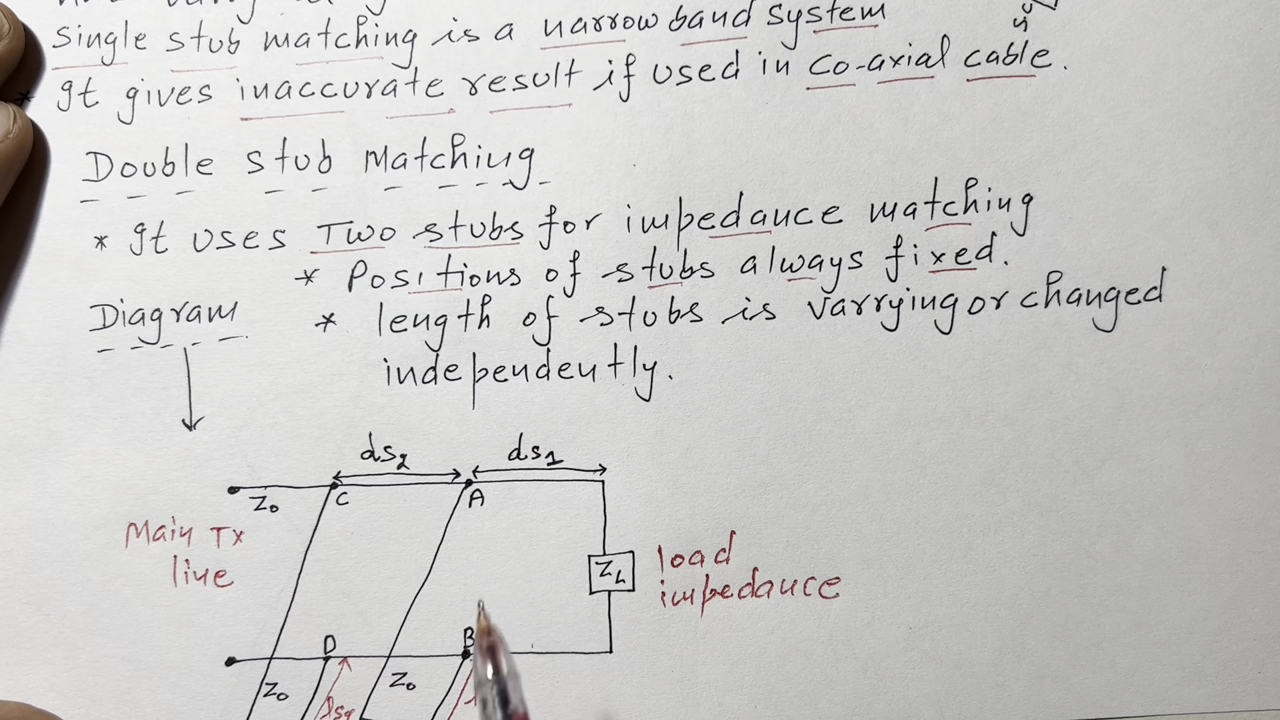 single stub matching is a narrow band system
* It gives inaccurate result if used in co-axial cable.
Double stub Matching
* It uses Two stubs for impedance matching
* Positions of stubs always fixed.
Diagram
* length of stubs is varrying or changed
independently.
ds2
ds1
Z0
C
A
Main Tx
line
ZL
load
impedance
D
B
Z0
Z0